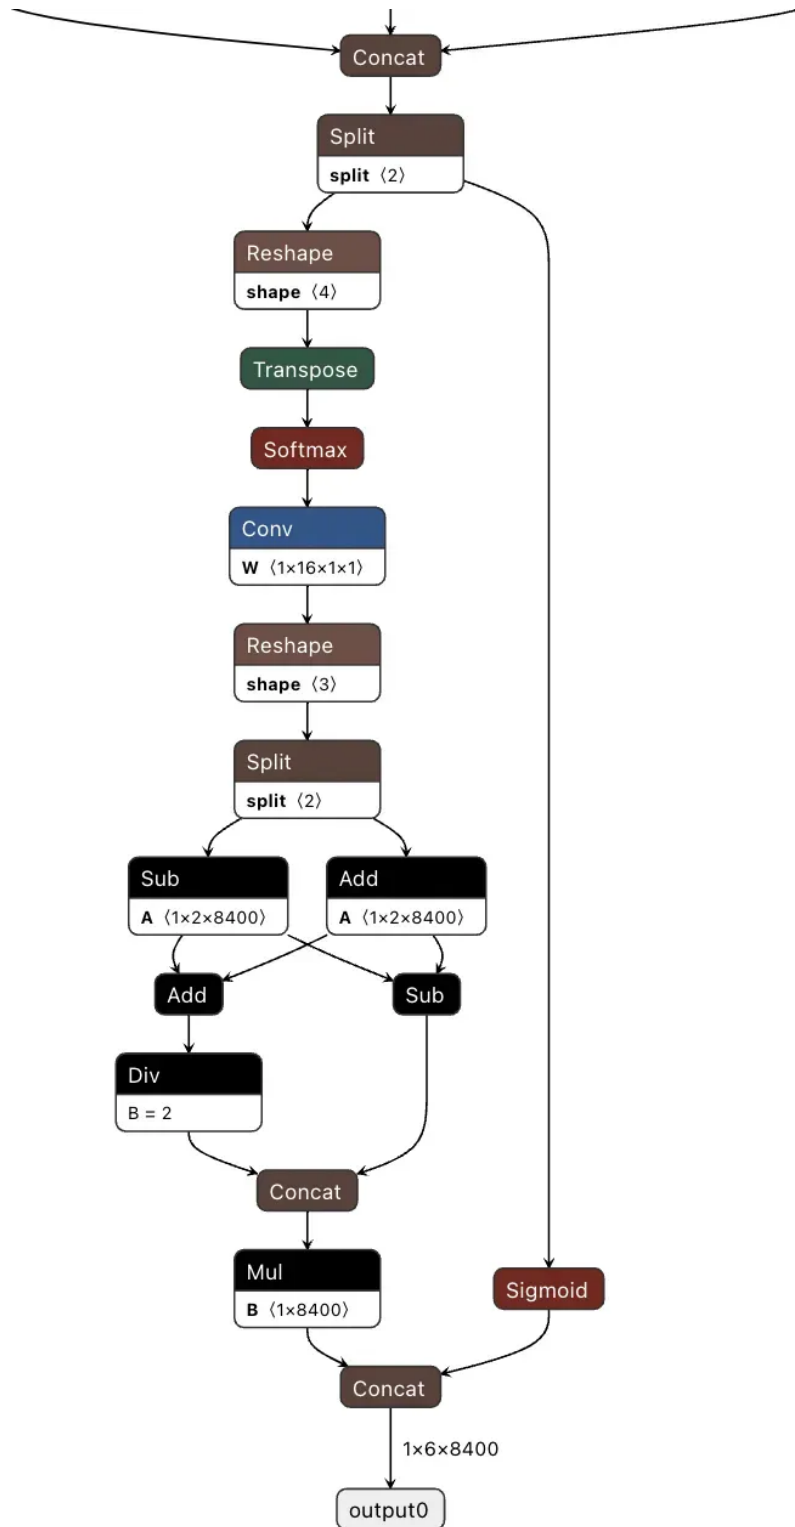 Concat
Split
split ⟨2⟩
Reshape
shape ⟨4⟩
Transpose
Softmax
Conv
W ⟨1×16×1×1⟩
Reshape
shape ⟨3⟩
Split
split ⟨2⟩
Sub
A ⟨1×2×8400⟩
Add
A ⟨1×2×8400⟩
Add
Sub
Div
B = 2
Concat
Mul
B ⟨1×8400⟩
Sigmoid
Concat
1×6×8400
output0